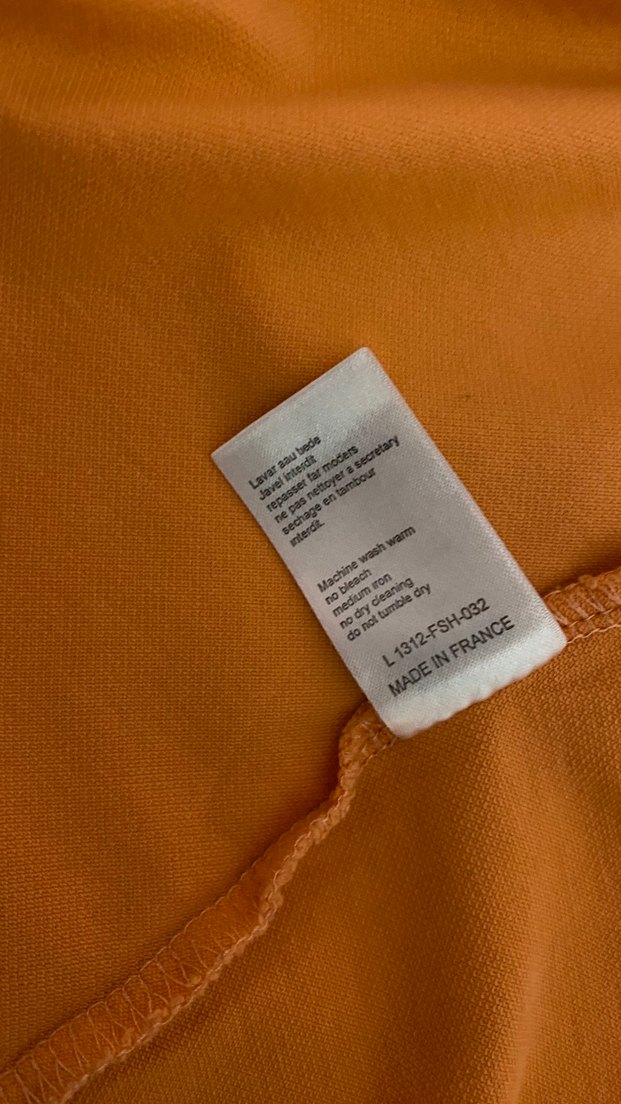 Lavar aau bede
Javel interdit
repasser far moders
ne pas nettoyer a secretary
sechage en tambour
interdit.
Machine wash warm
no bleach
medium iron
no dry cleaning
do not tumble dry
L 1312-FSH-032
MADE IN FRANCE